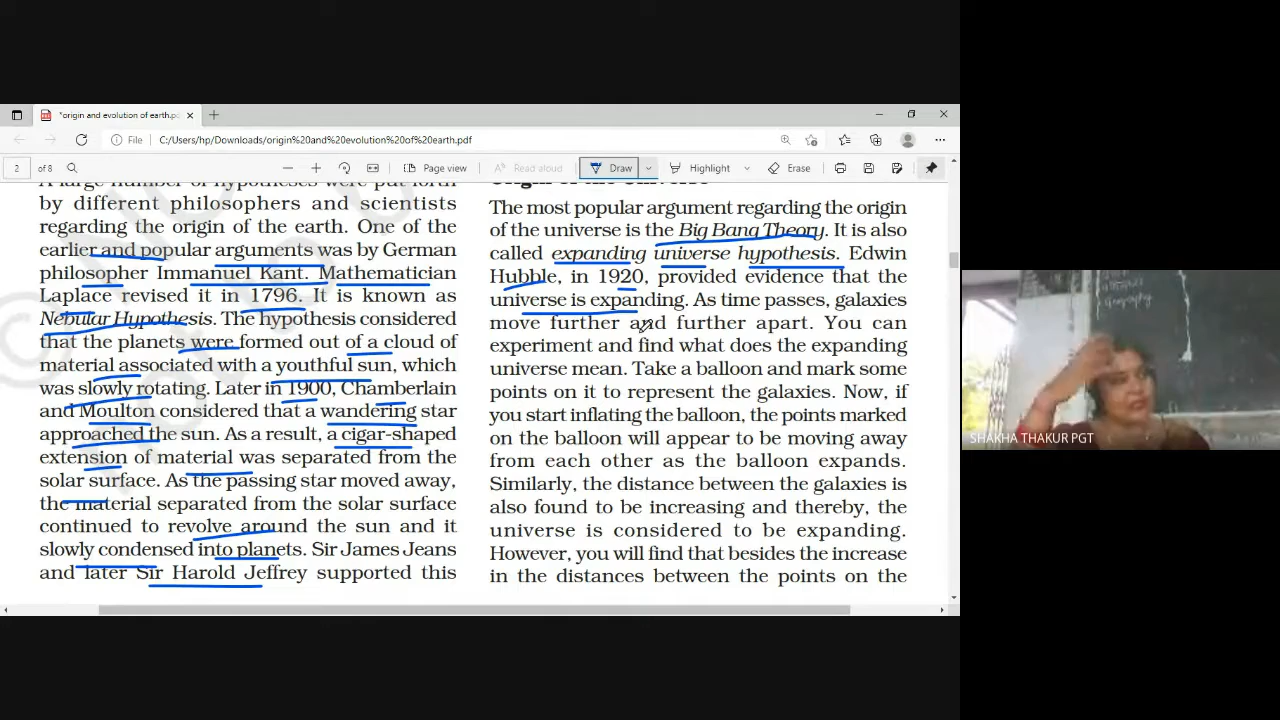 *origin and evolution of earth.pd
File
C:/Users/hp/Downloads/origin%20and%20evolution%20of%20earth.pdf
2 of 8
Page view
Read aloud
Draw
Highlight
Erase
A large number of hypotheses were put forth
by different philosophers and scientists
regarding the origin of the earth. One of the
earlier and popular arguments was by German
philosopher Immanuel Kant. Mathematician
Laplace revised it in 1796. It is known as
Nebular Hypothesis. The hypothesis considered
that the planets were formed out of a cloud of
material associated with a youthful sun, which
was slowly rotating. Later in 1900, Chamberlain
and Moulton considered that a wandering star
approached the sun. As a result, a cigar-shaped
extension of material was separated from the
solar surface. As the passing star moved away,
the material separated from the solar surface
continued to revolve around the sun and it
slowly condensed into planets. Sir James Jeans
and later Sir Harold Jeffrey supported this
Origin of the Universe
The most popular argument regarding the origin
of the universe is the Big Bang Theory. It is also
called expanding universe hypothesis. Edwin
Hubble, in 1920, provided evidence that the
universe is expanding. As time passes, galaxies
move further and further apart. You can
experiment and find what does the expanding
universe mean. Take a balloon and mark some
points on it to represent the galaxies. Now, if
you start inflating the balloon, the points marked
on the balloon will appear to be moving away
from each other as the balloon expands.
Similarly, the distance between the galaxies is
also found to be increasing and thereby, the
universe is considered to be expanding.
However, you will find that besides the increase
in the distances between the points on the
SHAKHA THAKUR PGT